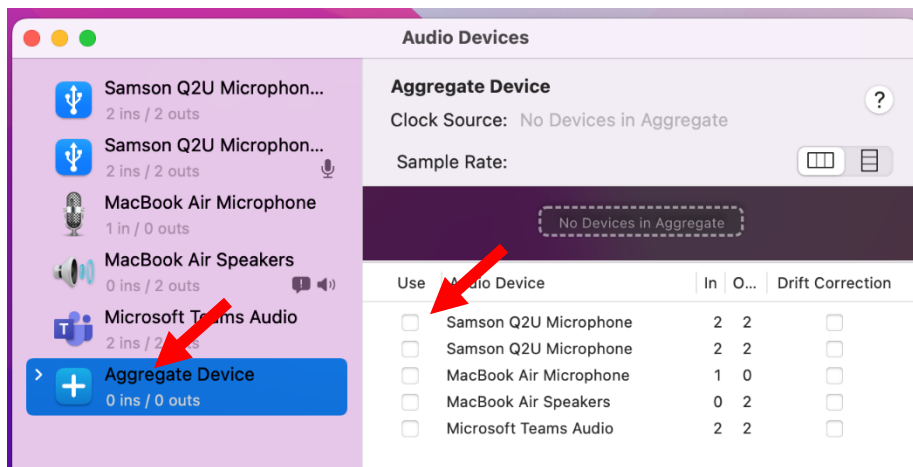 Audio Devices
Samson Q2U Microphon...
2 ins / 2 outs
Samson Q2U Microphon...
2 ins / 2 outs
MacBook Air Microphone
1 in / 0 outs
MacBook Air Speakers
0 ins / 2 outs
Microsoft Teams Audio
2 ins / 2 outs
Aggregate Device
0 ins / 0 outs
Aggregate Device
?
Clock Source: No Devices in Aggregate
Sample Rate:
No Devices in Aggregate
Use Audio Device In O... Drift Correction
Samson Q2U Microphone 2 2
Samson Q2U Microphone 2 2
MacBook Air Microphone 1 0
MacBook Air Speakers 0 2
Microsoft Teams Audio 2 2